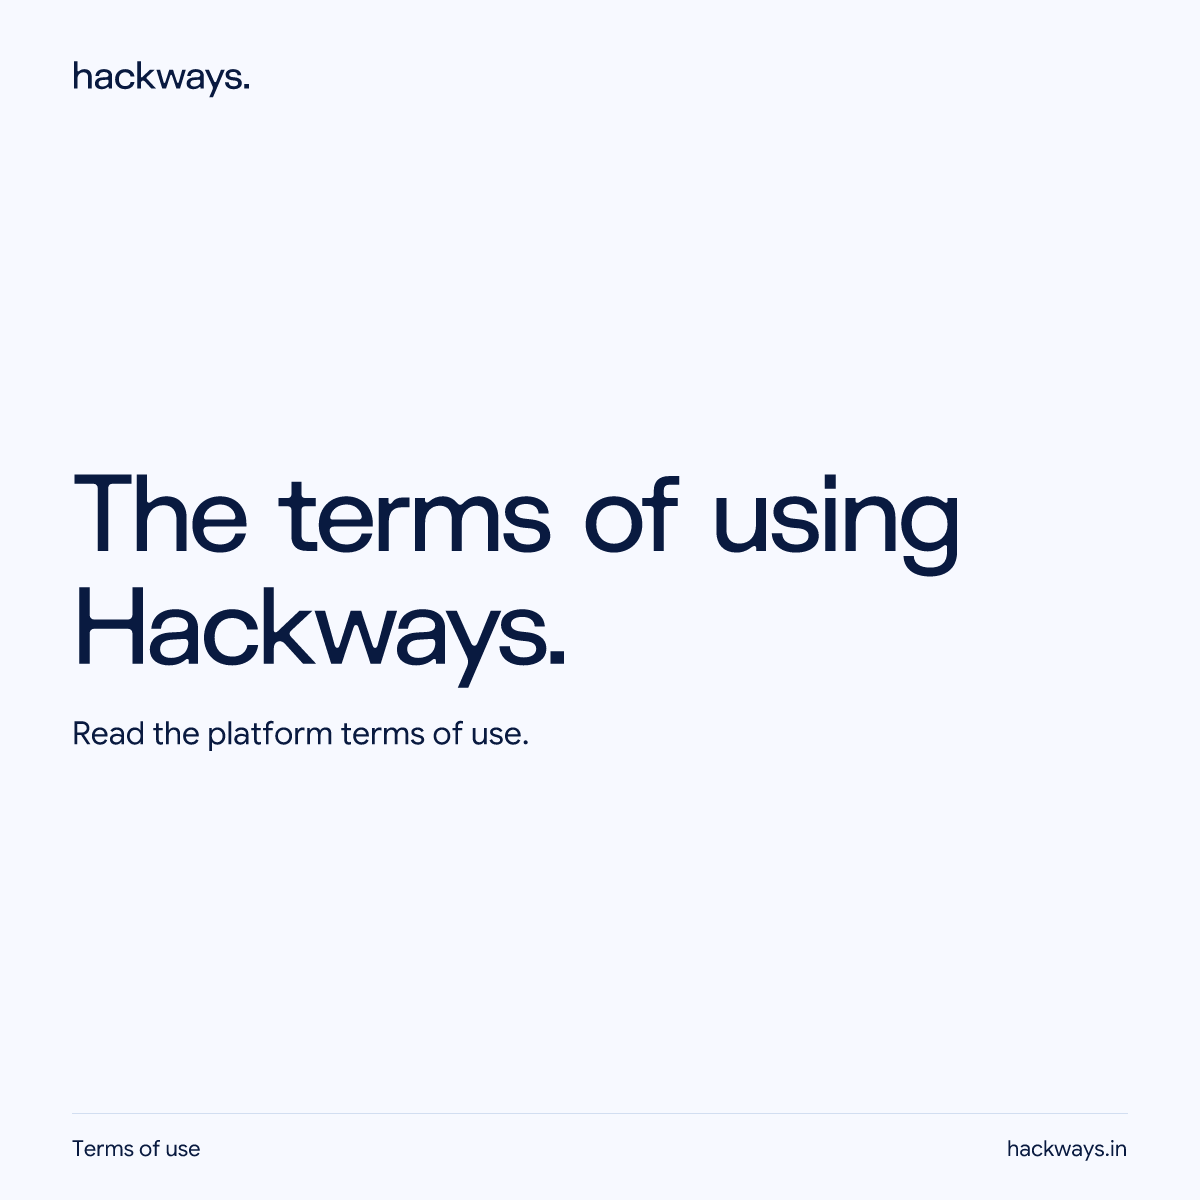 hackways.
The terms of using
Hackways.
Read the platform terms of use.
Terms of use
hackways.in